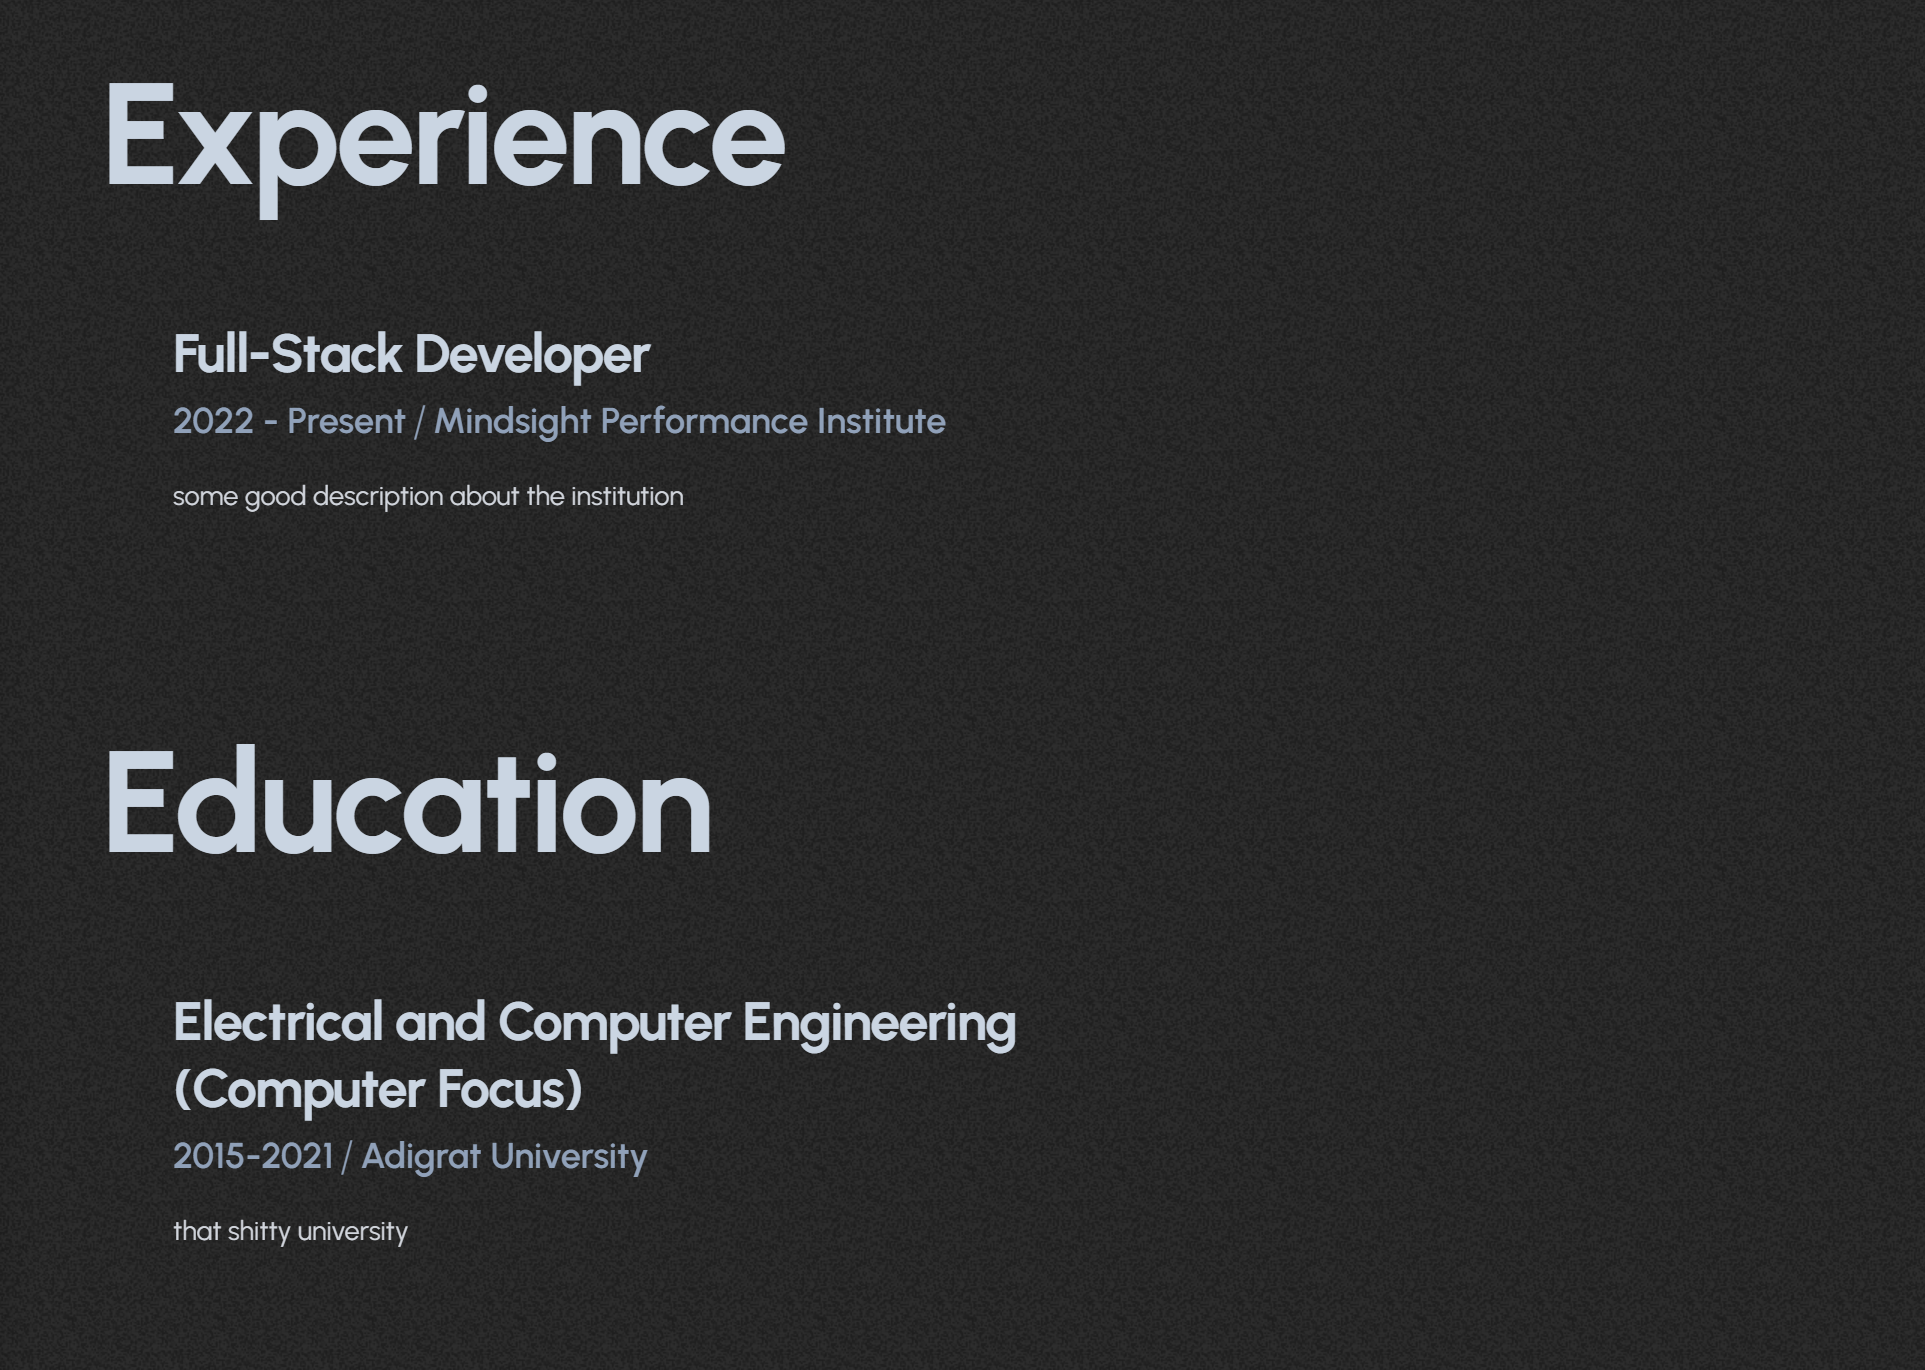 Experience
Full-Stack Developer
2022 - Present / Mindsight Performance Institute
some good description about the institution
Education
Electrical and Computer Engineering
(Computer Focus)
2015-2021 / Adigrat University
that shitty university